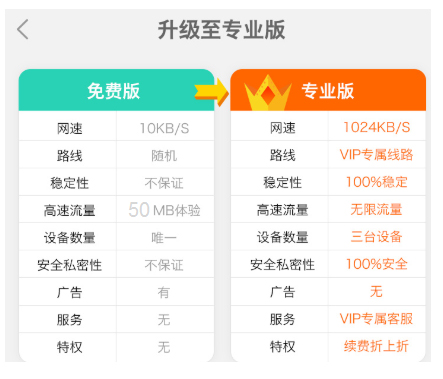 升级至专业版
免费版
网速 10KB/S
路线 随机
稳定性 不保证
高速流量 50 MB体验
设备数量 唯一
安全私密性 不保证
广告 有
服务 无
特权 无
专业版
网速 1024KB/S
路线 VIP专属线路
稳定性 100%稳定
高速流量 无限流量
设备数量 三台设备
安全私密性 100%安全
广告 无
服务 VIP专属客服
特权 续费折上折